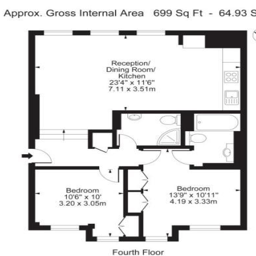 Approx. Gross Internal Area 699 Sq Ft - 64.93 S
Reception/
Dining Room/
Kitchen
23'4" x 11'6"
7.11 x 3.51m
Bedroom
10'6" x 10'
3.20 x 3.05m
Bedroom
13'9" x 10'11"
4.19 x 3.33m
Fourth Floor